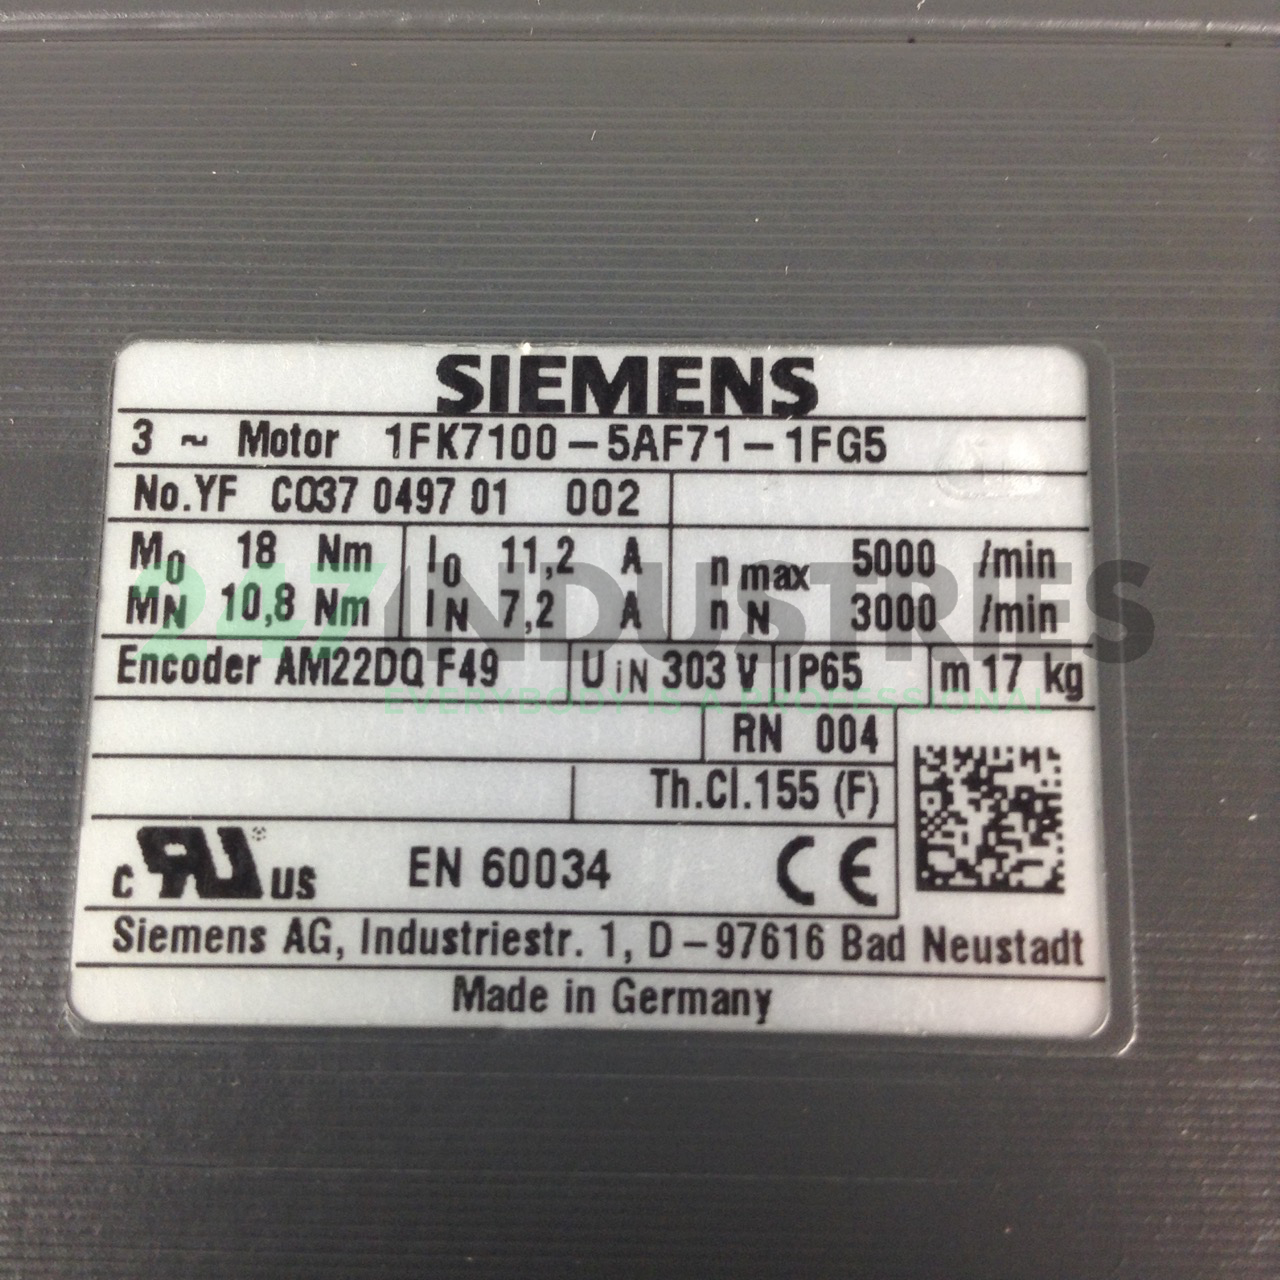 SIEMENS
3 ~ Motor 1FK7100-5AF71-1FG5
No.YF C037 0497 01 002
M0 18 Nm I0 11,2 A n max 5000 /min
MN 10,8 Nm IN 7,2 A n N 3000 /min
247INDUSTRIES
Encoder AM22DQ F49 UiN 303 V IP65 m 17 kg
EVERYBODY IS A PROFESSIONAL
RN 004
Th.Cl.155 (F)
c RU US EN 60034 CE
Siemens AG, Industriestr. 1, D-97616 Bad Neustadt
Made in Germany